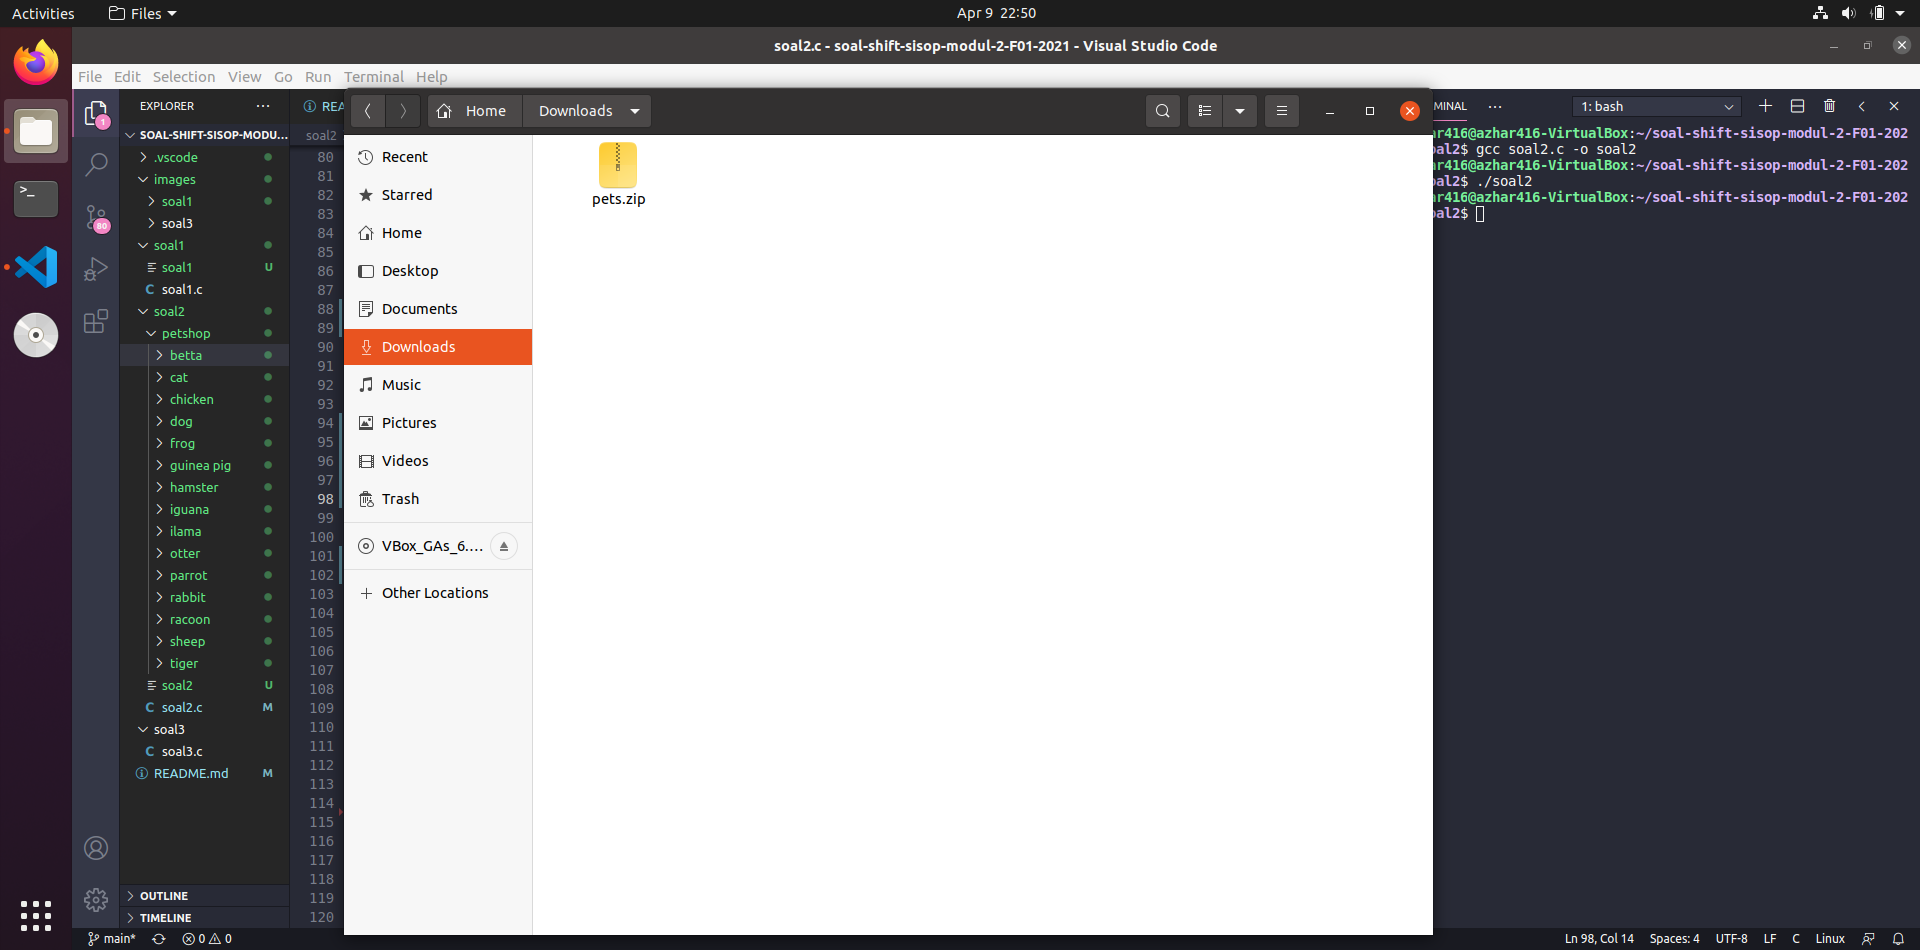 Activities
Files
Apr 9 22:50
soal2.c - soal-shift-sisop-modul-2-F01-2021 - Visual Studio Code
File Edit Selection View Go Run Terminal Help
EXPLORER
SOAL-SHIFT-SISOP-MODU...
.vscode
images
soal1
soal3
soal1
soal1 U
C soal1.c
soal2
petshop
betta
cat
chicken
dog
frog
guinea pig
hamster
iguana
ilama
otter
parrot
rabbit
racoon
sheep
tiger
soal2 U
C soal2.c M
soal3
C soal3.c
README.md M
OUTLINE
TIMELINE
1
80
REA
soal2
80
81
82
83
84
85
86
87
88
89
90
91
92
93
94
95
96
97
98
99
100
101
102
103
104
105
106
107
108
109
110
111
112
113
114
115
116
117
118
119
120
Home Downloads
Recent
Starred
Home
Desktop
Documents
Downloads
Music
Pictures
Videos
Trash
VBox_GAs_6....
Other Locations
pets.zip
MINAL ... 1: bash
ar416@azhar416-VirtualBox:~/soal-shift-sisop-modul-2-F01-202
oal2$ gcc soal2.c -o soal2
ar416@azhar416-VirtualBox:~/soal-shift-sisop-modul-2-F01-202
oal2$ ./soal2
ar416@azhar416-VirtualBox:~/soal-shift-sisop-modul-2-F01-202
oal2$
main* 0 0
Ln 98, Col 14 Spaces: 4 UTF-8 LF C Linux